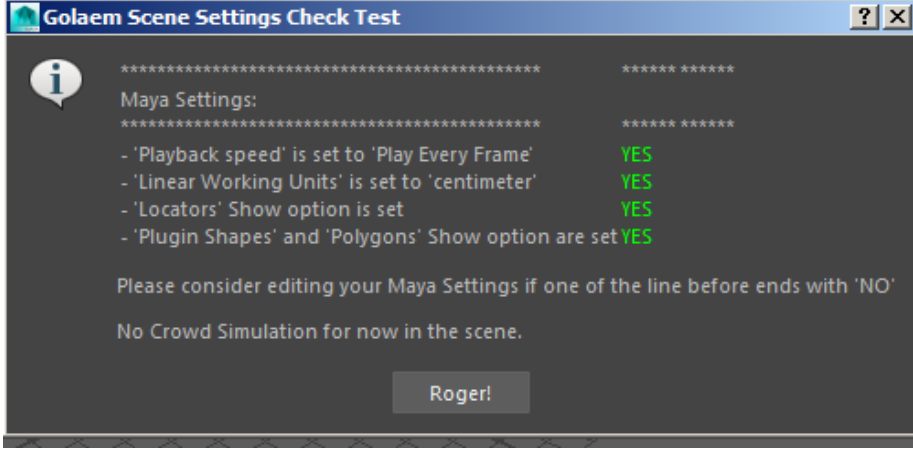 Golaem Scene Settings Check Test
********************************************** ****** ******
Maya Settings:
********************************************** ****** ******
- 'Playback speed' is set to 'Play Every Frame' YES
- 'Linear Working Units' is set to 'centimeter' YES
- 'Locators' Show option is set YES
- 'Plugin Shapes' and 'Polygons' Show option are set YES
Please consider editing your Maya Settings if one of the line before ends with 'NO'
No Crowd Simulation for now in the scene.
Roger!